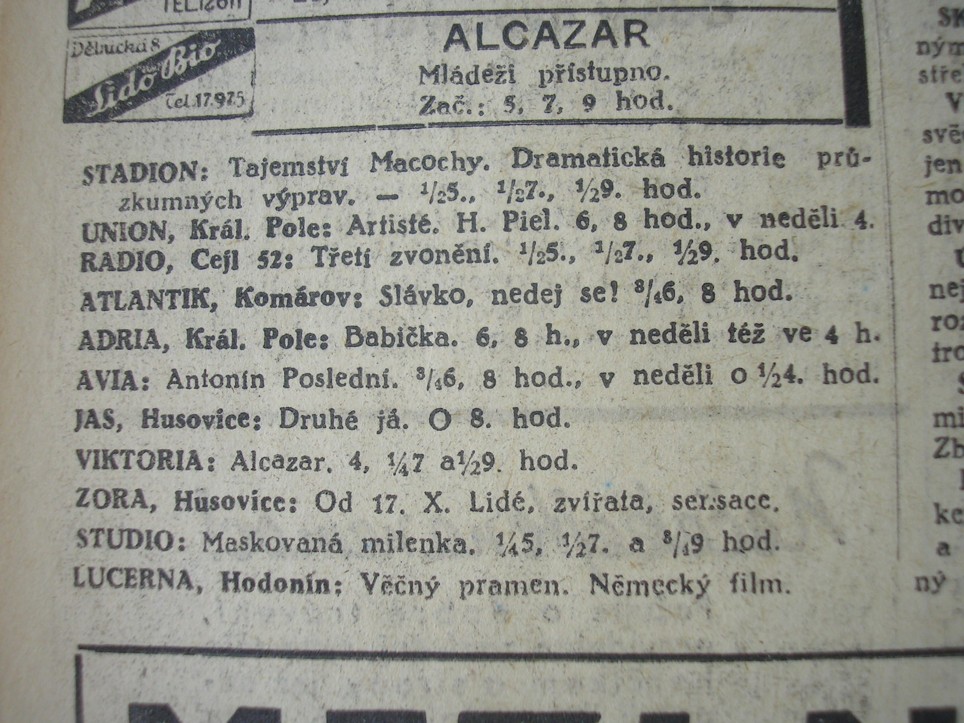 Dělnická 8
Lido Bio
Tel. 17.975
ALCAZAR
Mládeži přístupno.
Zač.: 5, 7, 9 hod.
STADION: Tajemství Macochy. Dramatická historie prů-
zkumných výprav. — ½5., ½7., ½9. hod.
UNION, Král. Pole: Artisté. H. Piel. 6, 8 hod., v neděli 4.
RADIO, Cejl 52: Třetí zvonění. ½5., ½7., ½9. hod.
ATLANTIK, Komárov: Slávko, nedej se! ¾6, 8 hod.
ADRIA, Král. Pole: Babička. 6, 8 h., v neděli též ve 4 h.
AVIA: Antonín Poslední. ¾6, 8 hod., v neděli o ½4. hod.
JAS, Husovice: Druhé já. O 8. hod.
VIKTORIA: Alcazar. 4, ¼7 a ½9. hod.
ZORA, Husovice: Od 17. X. Lidé, zvířata, sensace.
STUDIO: Maskovaná milenka. ¼5, ½7. a ¾9 hod.
LUCERNA, Hodonín: Věčný pramen. Německý film.